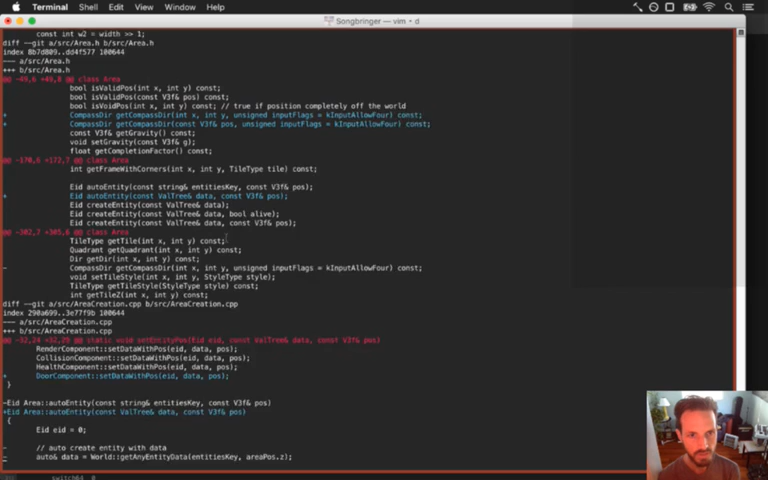 Terminal Shell Edit View Window Help
Songbringer — vim • d
const int w2 = width >> 1;
diff --git a/src/Area.h b/src/Area.h
index 8b7d809..dd4f577 100644
--- a/src/Area.h
+++ b/src/Area.h
@@ -49,6 +49,8 @@ class Area
bool isValidPos(int x, int y) const;
bool isValidPos(const V3f& pos) const;
bool isVoidPos(int x, int y) const; // true if position completely off the world
+ CompassDir getCompassDir(int x, int y, unsigned inputFlags = kInputAllowFour) const;
+ CompassDir getCompassDir(const V3f& pos, unsigned inputFlags = kInputAllowFour) const;
const V3f& getGravity() const;
void setGravity(const V3f& g);
float getCompletionFactor() const;
@@ -170,6 +172,7 @@ class Area
int getFrameWithCorners(int x, int y, TileType tile) const;
Eid autoEntity(const string& entitiesKey, const V3f& pos);
+ Eid autoEntity(const ValTree& data, const V3f& pos);
Eid createEntity(const ValTree& data);
Eid createEntity(const ValTree& data, bool alive);
Eid createEntity(const ValTree& data, const V3f& pos);
@@ -302,7 +305,6 @@ class Area
TileType getTile(int x, int y) const;
Quadrant getQuadrant(int x, int y) const;
Dir getDir(int x, int y) const;
- CompassDir getCompassDir(int x, int y, unsigned inputFlags = kInputAllowFour) const;
void setTileStyle(int x, int y, StyleType style);
TileType getTileStyle(StyleType style) const;
int getTileZ(int x, int y) const;
diff --git a/src/AreaCreation.cpp b/src/AreaCreation.cpp
index 290a699..3e77f9b 100644
--- a/src/AreaCreation.cpp
+++ b/src/AreaCreation.cpp
@@ -32,24 +32,29 @@ static void setEntityPos(Eid eid, const ValTree& data, const V3f& pos)
RenderComponent::setDataWithPos(eid, data, pos);
CollisionComponent::setDataWithPos(eid, data, pos);
HealthComponent::setDataWithPos(eid, data, pos);
+ DoorComponent::setDataWithPos(eid, data, pos);
}
-Eid Area::autoEntity(const string& entitiesKey, const V3f& pos)
+Eid Area::autoEntity(const ValTree& data, const V3f& pos)
{
Eid eid = 0;
-
// auto create entity with data
- auto& data = World::getAnyEntityData(entitiesKey, areaPos.z);